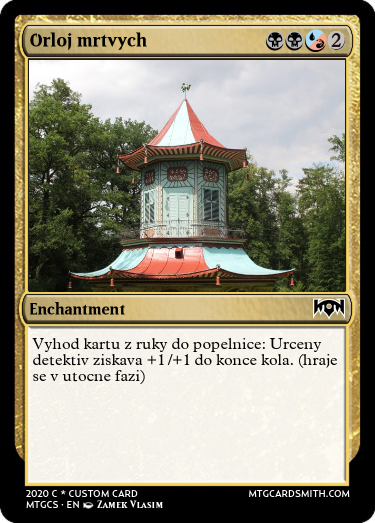 Orloj mrtvych
2
Enchantment
Vyhod kartu z ruky do popelnice: Urceny
detektiv ziskava +1/+1 do konce kola. (hraje
se v utocne fazi)
2020 C * CUSTOM CARD
MTGCS • EN ZAMEK VLASIM
MTGCARDSMITH.COM